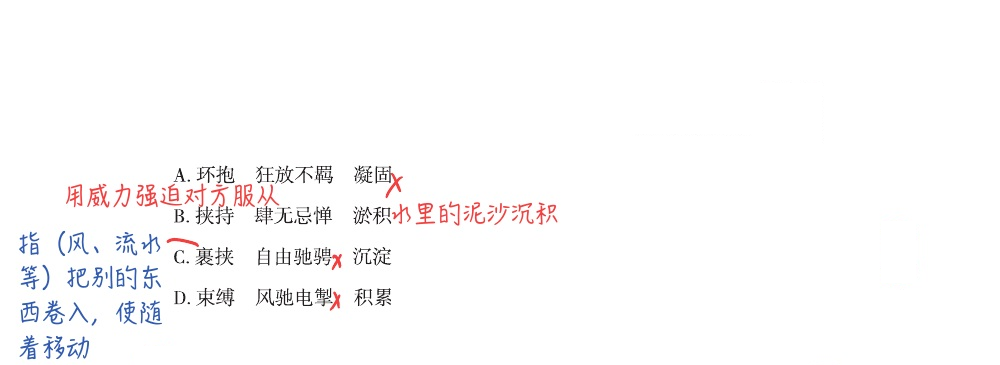 A. 环抱 狂放不羁 凝固x
用威力强迫对方服从
B. 挟持 肆无忌惮 淤积水里的泥沙沉积
指（风、流水
C. 裹挟 自由驰骋x 沉淀
等）把别的东
D. 束缚 风驰电掣x 积累
西卷入，使随
着移动